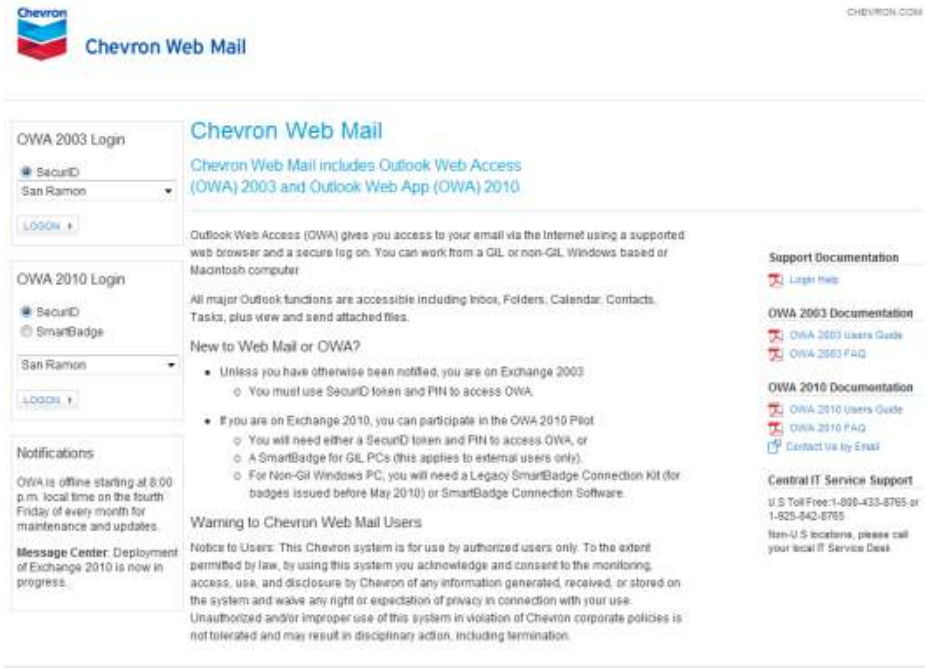 Chevron
CHEVRON.COM
Chevron Web Mail
OWA 2003 Login
SecurID
San Ramon
LOGON
OWA 2010 Login
SecurID
SmartBadge
San Ramon
LOGON
Notifications
OWA is offline starting at 8:00
p.m. local time on the fourth
Friday of every month for
maintenance and updates.
Message Center: Deployment
of Exchange 2010 is now in
progress.
Chevron Web Mail
Chevron Web Mail includes Outlook Web Access
(OWA) 2003 and Outlook Web App (OWA) 2010
Outlook Web Access (OWA) gives you access to your email via the Internet using a supported
web browser and a secure log on. You can work from a GIL or non-GIL Windows based or
Macintosh computer.
All major Outlook functions are accessible including Inbox, Folders, Calendar, Contacts,
Tasks, plus view and send attached files.
New to Web Mail or OWA?
Unless you have otherwise been notified, you are on Exchange 2003
You must use SecurID token and PIN to access OWA.
If you are on Exchange 2010, you can participate in the OWA 2010 Pilot
You will need either a SecurID token and PIN to access OWA, or
A SmartBadge for GIL PCs (this applies to external users only).
For Non-Gil Windows PC, you will need a Legacy SmartBadge Connection Kit (for
badges issued before May 2010) or SmartBadge Connection Software.
Warning to Chevron Web Mail Users
Notice to Users: This Chevron system is for use by authorized users only. To the extent
permitted by law, by using this system you acknowledge and consent to the monitoring,
access, use, and disclosure by Chevron of any information generated, received, or stored on
the system and waive any right or expectation of privacy in connection with your use.
Unauthorized and/or improper use of this system in violation of Chevron corporate policies is
not tolerated and may result in disciplinary action, including termination.
Support Documentation
Login Help
OWA 2003 Documentation
OWA 2003 Users Guide
OWA 2003 FAQ
OWA 2010 Documentation
OWA 2010 Users Guide
OWA 2010 FAQ
Contact Us by Email
Central IT Service Support
U.S Toll Free:1-800-433-8765 or
1-925-842-8765
Non-U.S locations, please call
your local IT Service Desk